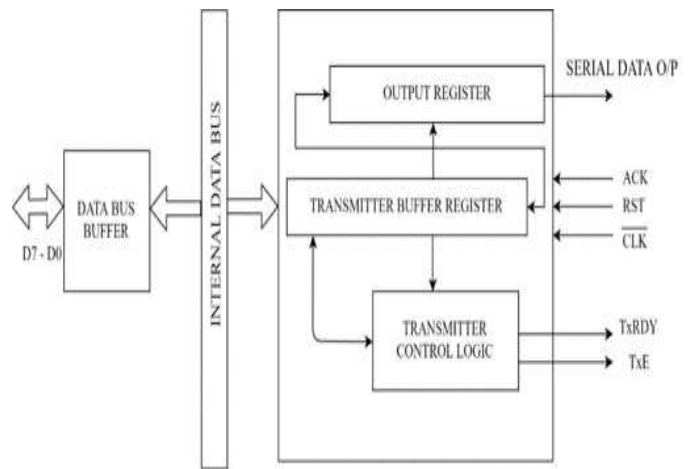 SERIAL DATA O/P
OUTPUT REGISTER
INTERNAL DATA BUS
DATA BUS
BUFFER
D7 - D0
TRANSMITTER BUFFER REGISTER
ACK
RST
CLK
TRANSMITTER
CONTROL LOGIC
TxRDY
TxE